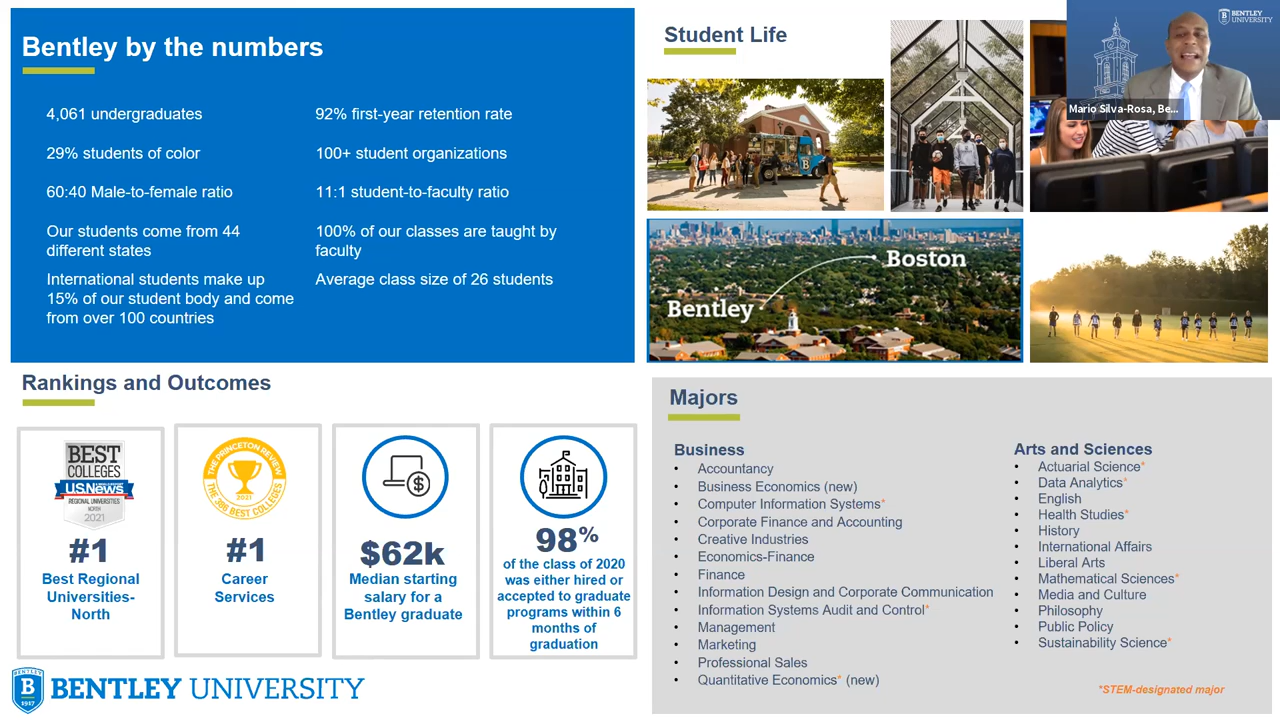 Bentley by the numbers
4,061 undergraduates
29% students of color
60:40 Male-to-female ratio
Our students come from 44
different states
International students make up
15% of our student body and come
from over 100 countries
92% first-year retention rate
100+ student organizations
11:1 student-to-faculty ratio
100% of our classes are taught by
faculty
Average class size of 26 students
Student Life
B
Boston
Bentley
BENTLEY
UNIVERSITY
Mario Silva-Rosa, Be...
Rankings and Outcomes
BEST
COLLEGES
U.S.News
REGIONAL UNIVERSITIES
NORTH
2021
#1
Best Regional
Universities-
North
THE PRINCETON REVIEW
2021
THE 386 BEST COLLEGES
#1
Career
Services
$
$62k
Median starting
salary for a
Bentley graduate
98%
of the class of 2020
was either hired or
accepted to graduate
programs within 6
months of
graduation
BENTLEY
B
1917
BENTLEY UNIVERSITY
Majors
Business
• Accountancy
• Business Economics (new)
• Computer Information Systems*
• Corporate Finance and Accounting
• Creative Industries
• Economics-Finance
• Finance
• Information Design and Corporate Communication
• Information Systems Audit and Control*
• Management
• Marketing
• Professional Sales
• Quantitative Economics* (new)
Arts and Sciences
• Actuarial Science*
• Data Analytics*
• English
• Health Studies*
• History
• International Affairs
• Liberal Arts
• Mathematical Sciences*
• Media and Culture
• Philosophy
• Public Policy
• Sustainability Science*
*STEM-designated major